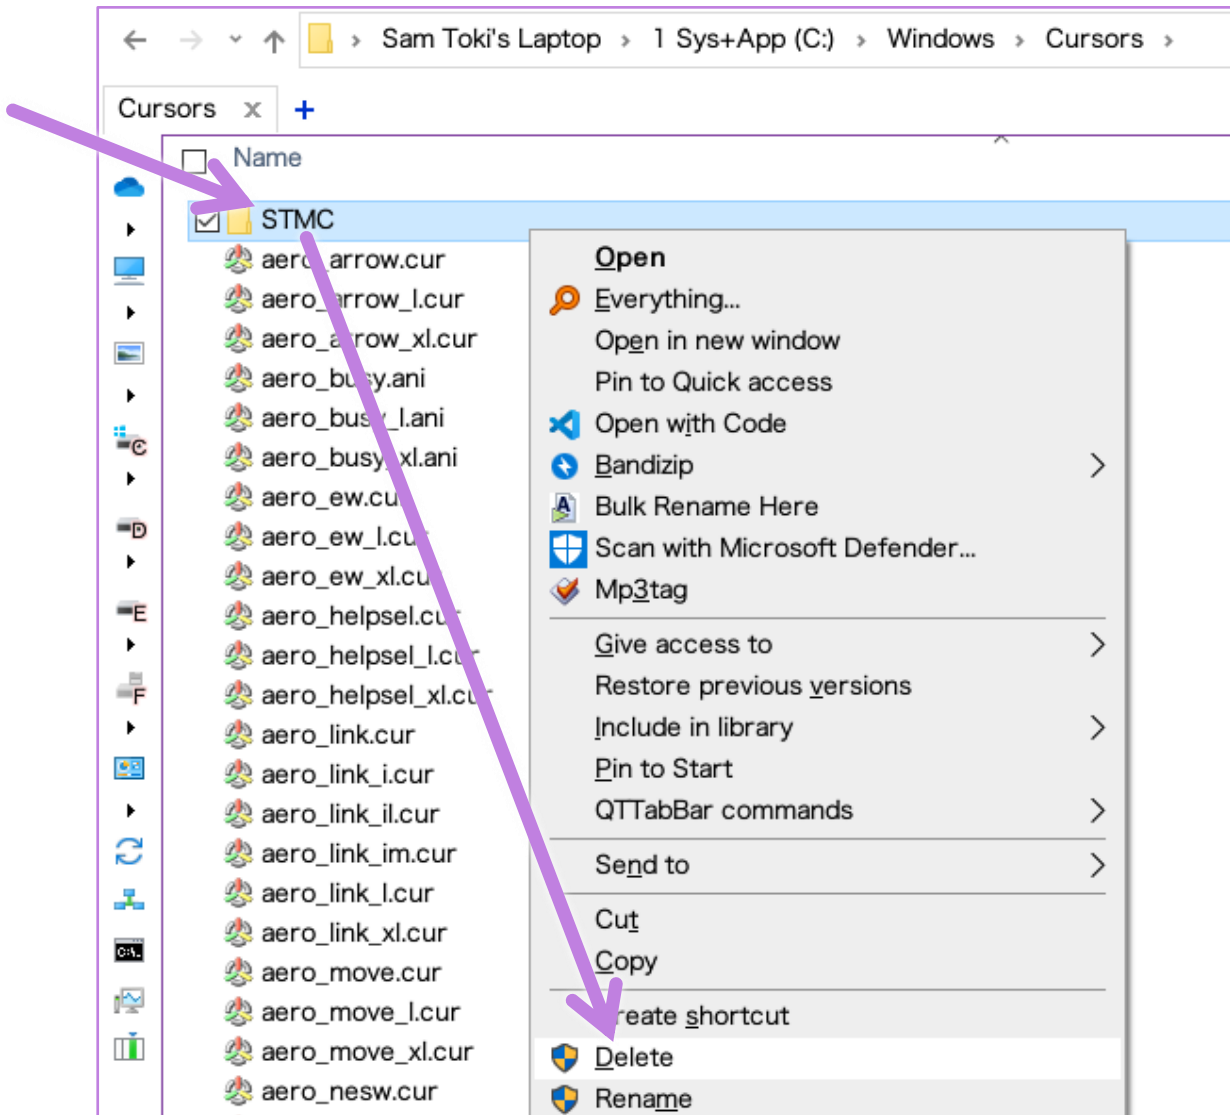 Sam Toki's Laptop > 1 Sys+App (C:) > Windows > Cursors >
Cursors x +
Name
STMC
aero_arrow.cur
aero_arrow_l.cur
aero_arrow_xl.cur
aero_busy.ani
aero_busy_l.ani
aero_busy_xl.ani
aero_ew.cur
aero_ew_l.cur
aero_ew_xl.cur
aero_helpsel.cur
aero_helpsel_l.cur
aero_helpsel_xl.cur
aero_link.cur
aero_link_i.cur
aero_link_il.cur
aero_link_im.cur
aero_link_l.cur
aero_link_xl.cur
aero_move.cur
aero_move_l.cur
aero_move_xl.cur
aero_nesw.cur
Open
Everything...
Open in new window
Pin to Quick access
Open with Code
Bandizip
Bulk Rename Here
Scan with Microsoft Defender...
Mp3tag
Give access to
Restore previous versions
Include in library
Pin to Start
QTTabBar commands
Send to
Cut
Copy
Create shortcut
Delete
Rename
C
D
E
F
C:\.